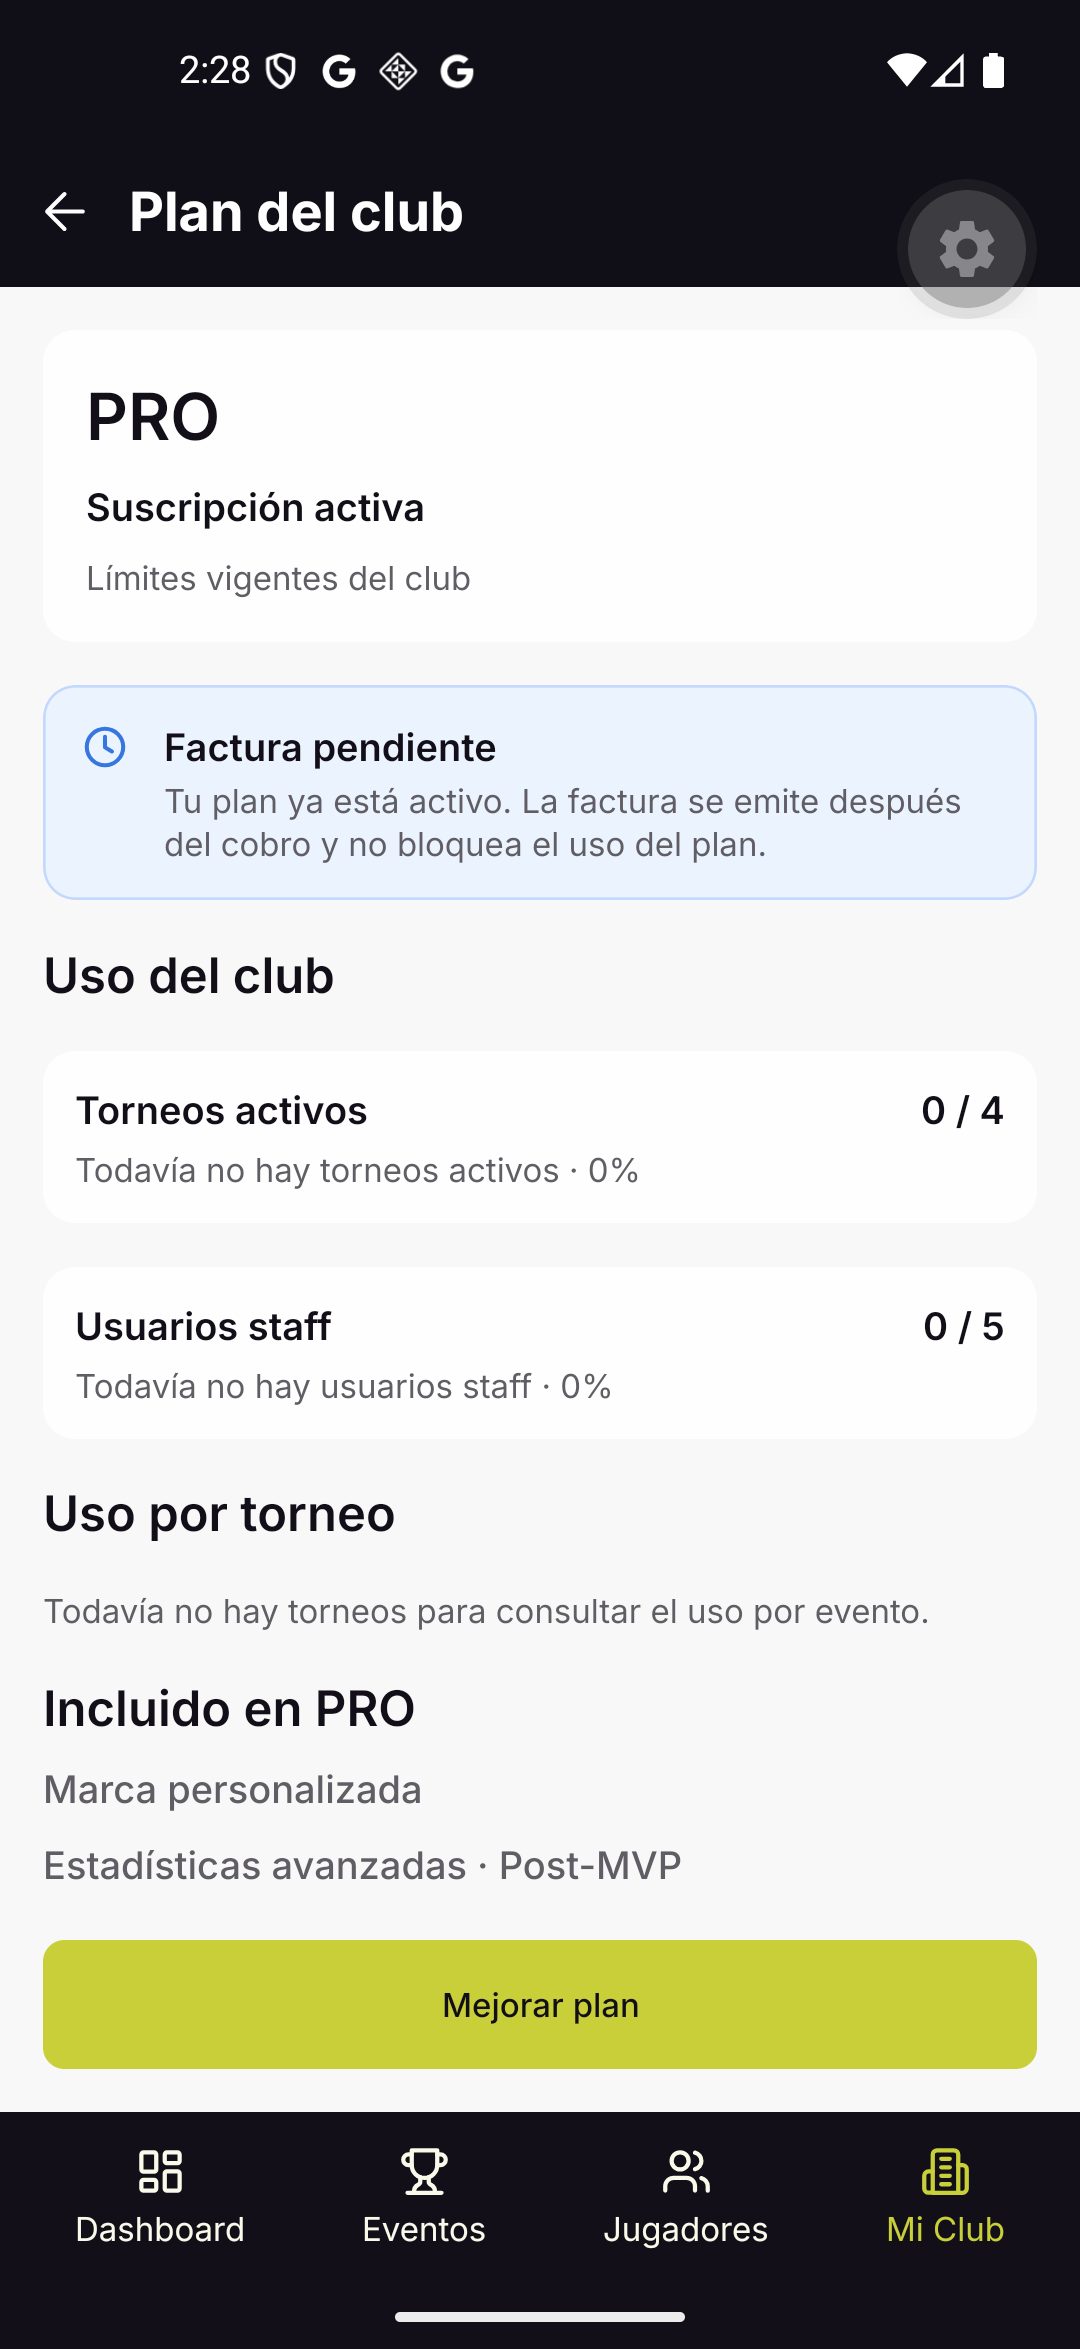 2:28
Plan del club
PRO
Suscripción activa
Límites vigentes del club
Factura pendiente
Tu plan ya está activo. La factura se emite después
del cobro y no bloquea el uso del plan.
Uso del club
Torneos activos
0 / 4
Todavía no hay torneos activos · 0%
Usuarios staff
0 / 5
Todavía no hay usuarios staff · 0%
Uso por torneo
Todavía no hay torneos para consultar el uso por evento.
Incluido en PRO
Marca personalizada
Estadísticas avanzadas · Post-MVP
Mejorar plan
Dashboard
Eventos
Jugadores
Mi Club